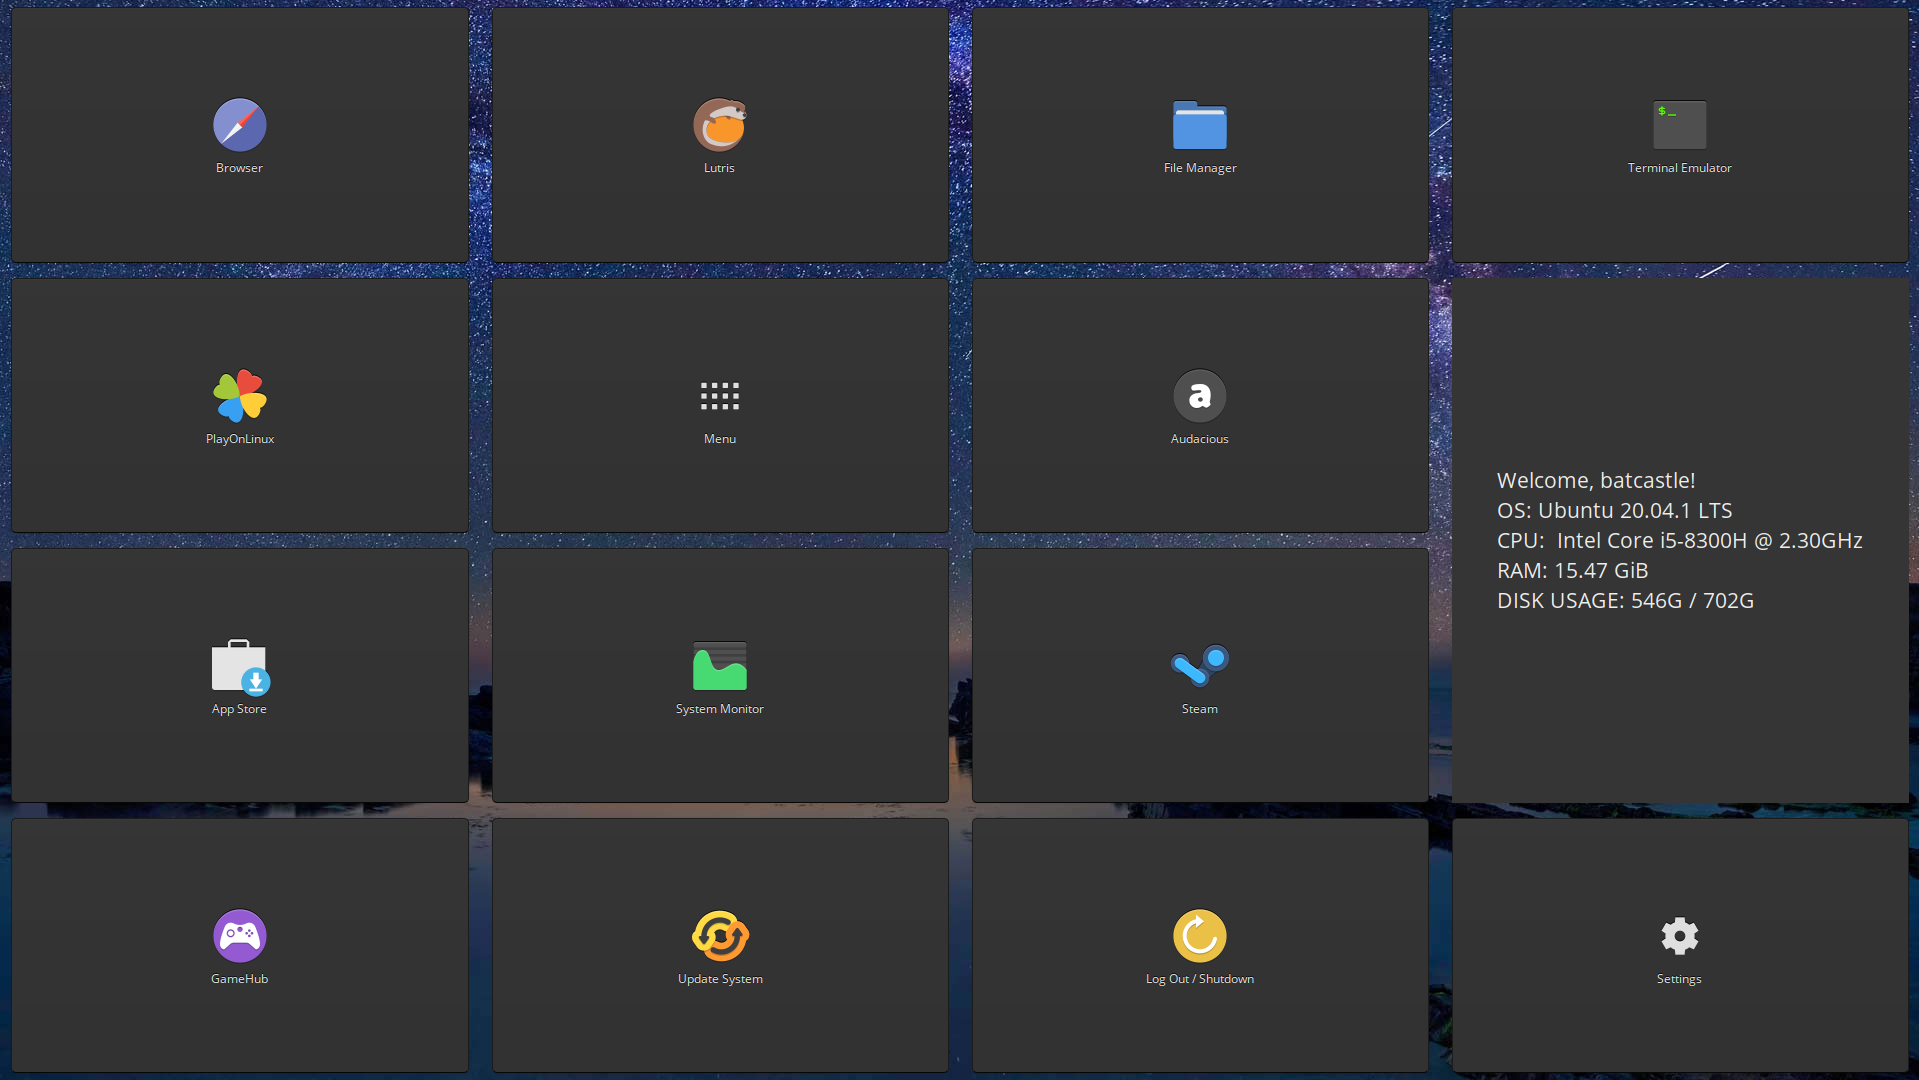 Browser
Lutris
File Manager
$_
Terminal Emulator
PlayOnLinux
Menu
a
Audacious
Welcome, batcastle!
OS: Ubuntu 20.04.1 LTS
CPU:  Intel Core i5-8300H @ 2.30GHz
RAM: 15.47 GiB
DISK USAGE: 546G / 702G
App Store
System Monitor
Steam
GameHub
Update System
Log Out / Shutdown
Settings